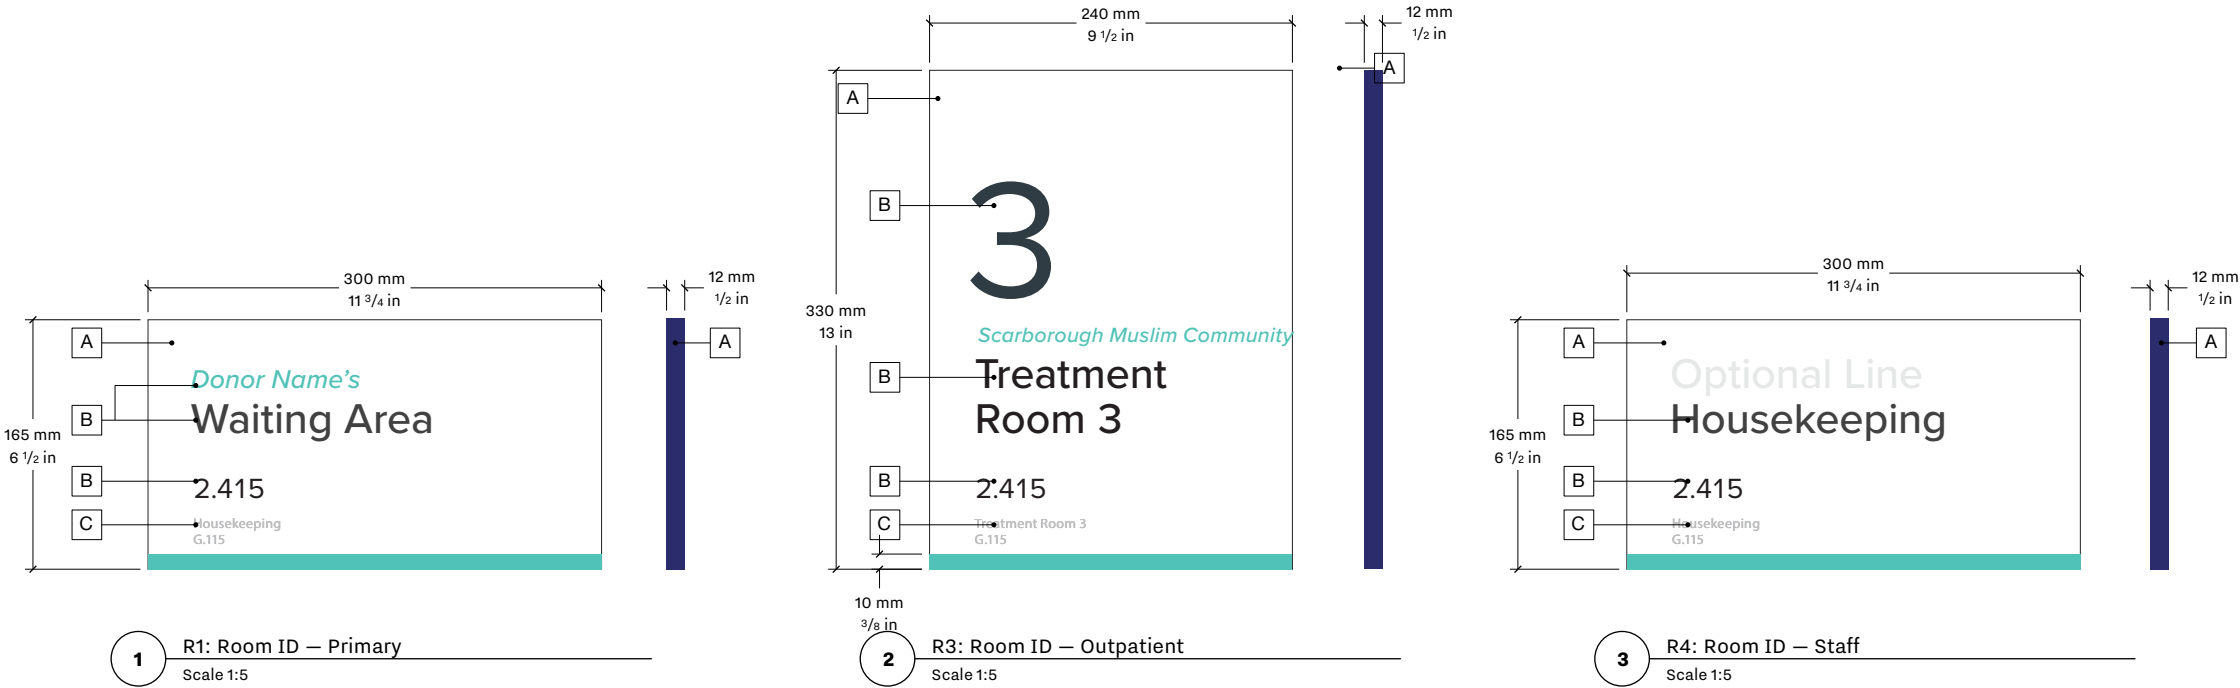 300 mm
11 3/4 in
12 mm
1/2 in
A
A
Donor Name's
B
Waiting Area
165 mm
6 1/2 in
B
2.415
C
Housekeeping
G.115
1
R1: Room ID — Primary
Scale 1:5
240 mm
9 1/2 in
12 mm
1/2 in
A
A
B
3
330 mm
13 in
Scarborough Muslim Community
B
Treatment
Room 3
B
2.415
C
Treatment Room 3
G.115
10 mm
3/8 in
2
R3: Room ID — Outpatient
Scale 1:5
300 mm
11 3/4 in
12 mm
1/2 in
A
A
Optional Line
B
Housekeeping
165 mm
6 1/2 in
B
2.415
C
Housekeeping
G.115
3
R4: Room ID — Staff
Scale 1:5